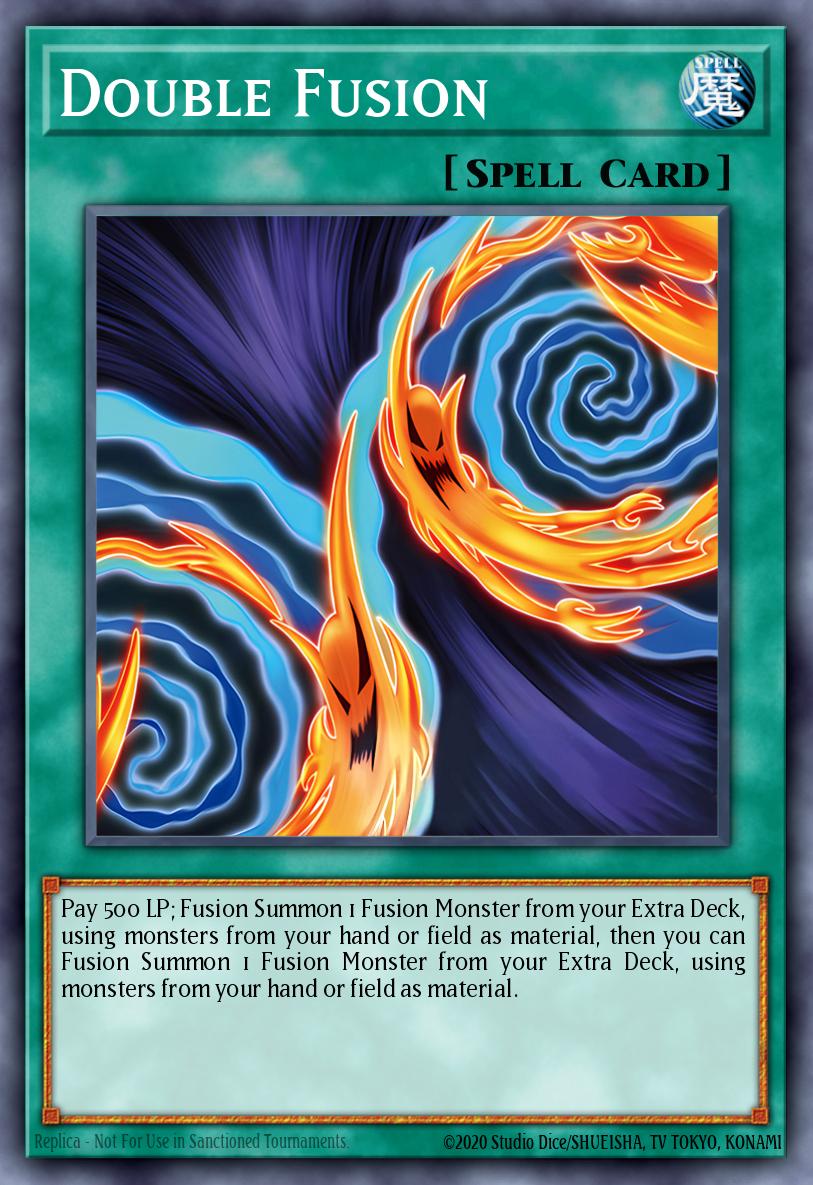 Double Fusion
SPELL
魔
[Spell Card]
Pay 500 LP; Fusion Summon 1 Fusion Monster from your Extra Deck,
using monsters from your hand or field as material, then you can
Fusion Summon 1 Fusion Monster from your Extra Deck, using
monsters from your hand or field as material.
Replica - Not For Use in Sanctioned Tournaments.
©2020 Studio Dice/SHUEISHA, TV TOKYO, KONAMI